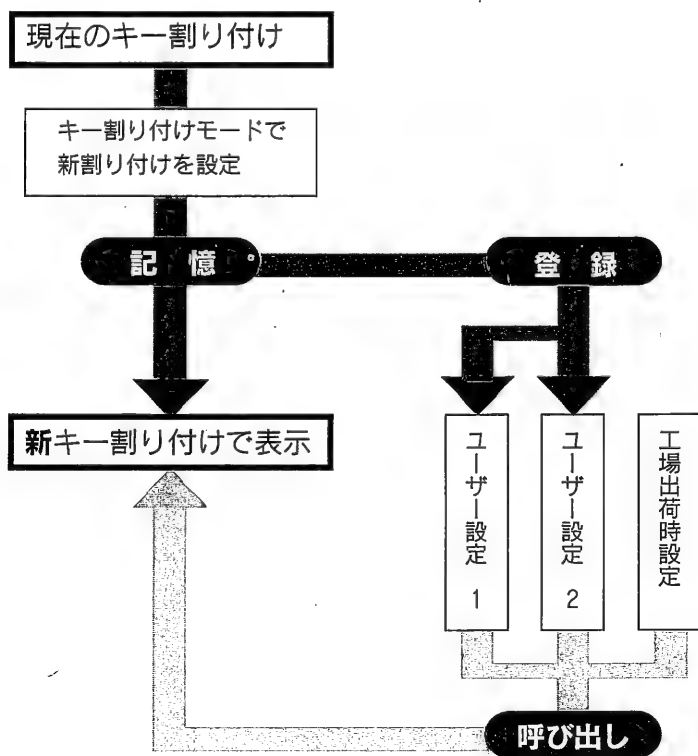 現在のキー割り付け
キー割り付けモードで
新割り付けを設定
記憶
登録
新キー割り付けで表示
ユーザー設定 1
ユーザー設定 2
工場出荷時設定
呼び出し